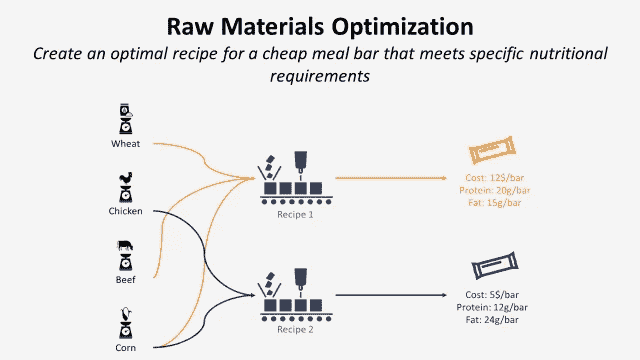 Raw Materials Optimization
Create an optimal recipe for a cheap meal bar that meets specific nutritional
requirements
Wheat
Chicken
Beef
Corn
Recipe 1
Cost: 12$/bar
Protein: 20g/bar
Fat: 15g/bar
Recipe 2
Cost: 5$/bar
Protein: 12g/bar
Fat: 24g/bar